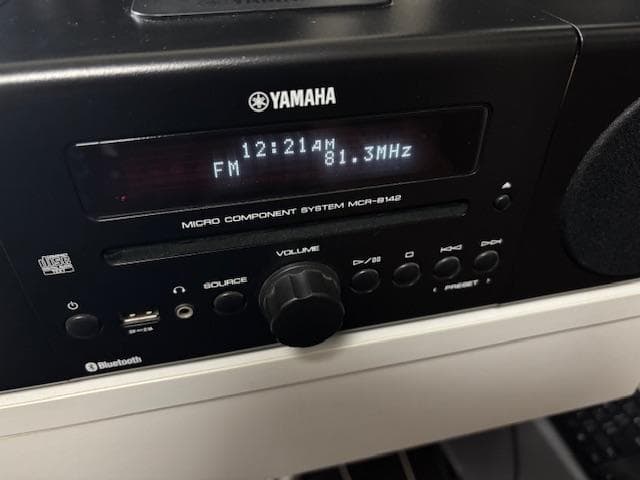 YAMAHA
12:21AM
FM 81.3MHz
MICRO COMPONENT SYSTEM MCR-B142
VOLUME
SOURCE
PRESET
Bluetooth